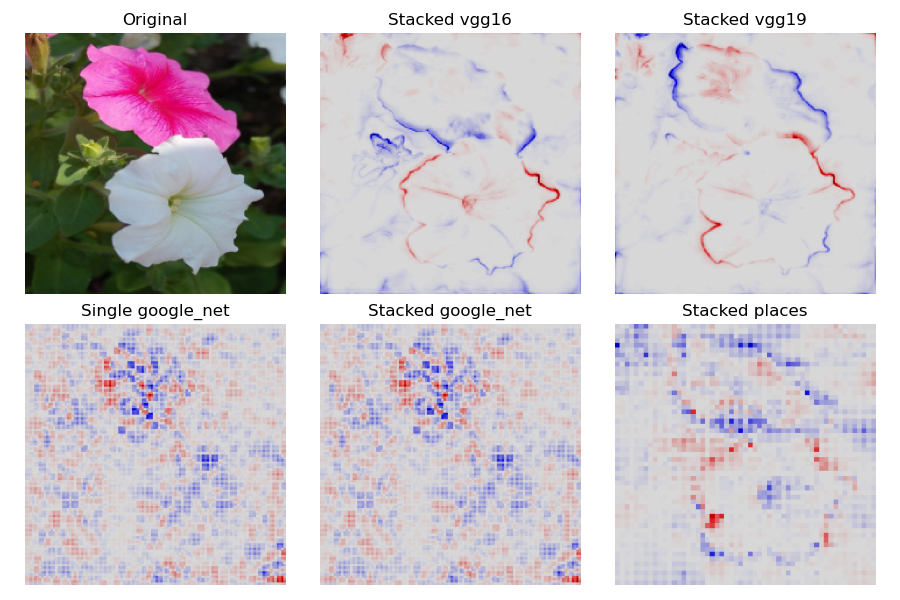 Original
Stacked vgg16
Stacked vgg19
Single google_net
Stacked google_net
Stacked places